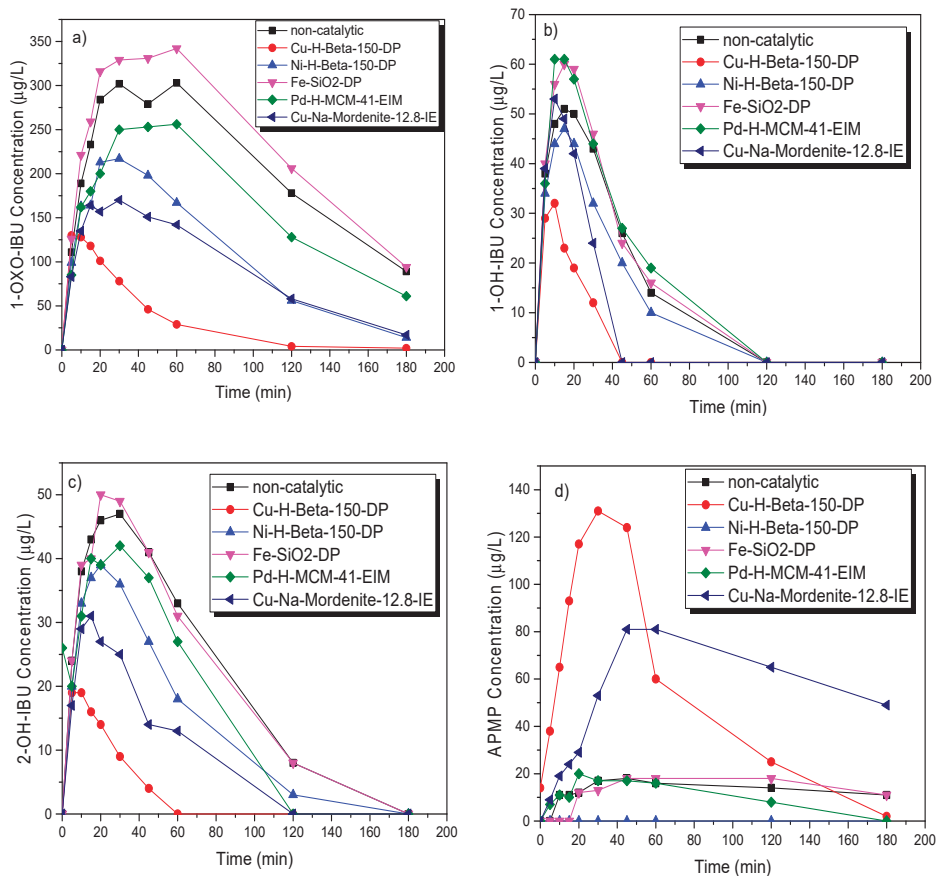 a)
non-catalytic
Cu-H-Beta-150-DP
Ni-H-Beta-150-DP
Fe-SiO2-DP
Pd-H-MCM-41-EIM
Cu-Na-Mordenite-12.8-IE
1-OXO-IBU Concentration (µg/L)
350
300
250
200
150
100
50
0
0 20 40 60 80 100 120 140 160 180 200
Time (min)
b)
non-catalytic
Cu-H-Beta-150-DP
Ni-H-Beta-150-DP
Fe-SiO2-DP
Pd-H-MCM-41-EIM
Cu-Na-Mordenite-12.8-IE
1-OH-IBU Concentration (µg/L)
70
60
50
40
30
20
10
0
0 20 40 60 80 100 120 140 160 180 200
Time (min)
c)
non-catalytic
Cu-H-Beta-150-DP
Ni-H-Beta-150-DP
Fe-SiO2-DP
Pd-H-MCM-41-EIM
Cu-Na-Mordenite-12.8-IE
2-OH-IBU Concentration (µg/L)
50
40
30
20
10
0
0 20 40 60 80 100 120 140 160 180 200
Time (min)
d)
non-catalytic
Cu-H-Beta-150-DP
Ni-H-Beta-150-DP
Fe-SiO2-DP
Pd-H-MCM-41-EIM
Cu-Na-Mordenite-12.8-IE
APMP Concentration (µg/L)
140
120
100
80
60
40
20
0
0 20 40 60 80 100 120 140 160 180 200
Time (min)